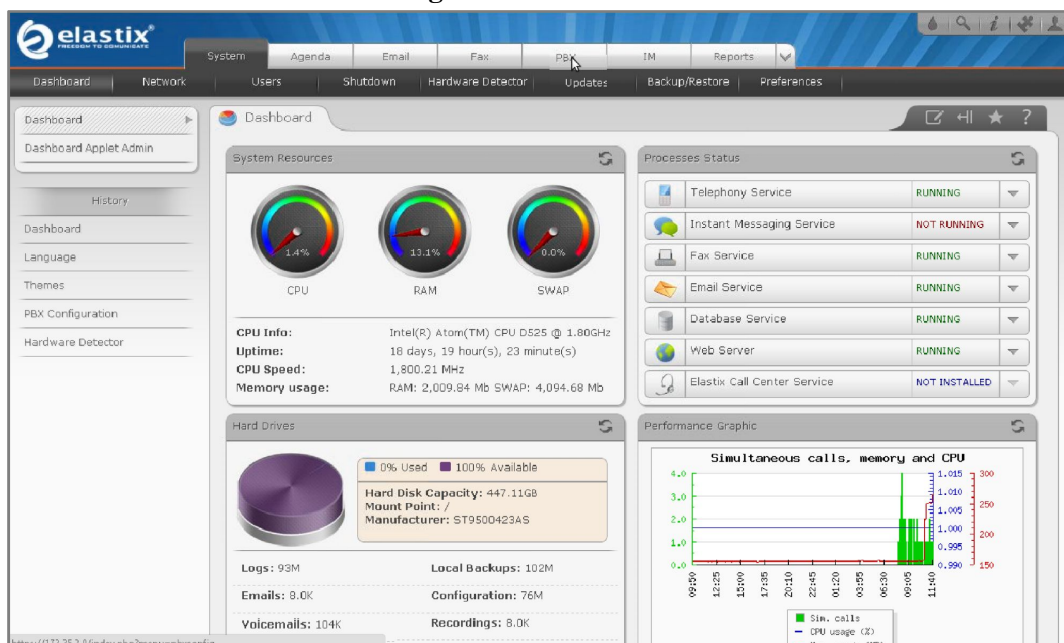 elastix®
FREEDOM TO COMMUNICATE
System Agenda Email Fax PBX IM Reports
Dashboard Network Users Shutdown Hardware Detector Updates Backup/Restore Preferences
Dashboard
Dashboard Applet Admin
History
Dashboard
Language
Themes
PBX Configuration
Hardware Detector
Dashboard
System Resources
1.4% 13.1% 0.0%
CPU RAM SWAP
CPU Info: Intel(R) Atom(TM) CPU D525 @ 1.80GHz
Uptime: 18 days, 19 hour(s), 23 minute(s)
CPU Speed: 1,800.21 MHz
Memory usage: RAM: 2,009.84 Mb SWAP: 4,094.68 Mb
Processes Status
Telephony Service RUNNING
Instant Messaging Service NOT RUNNING
Fax Service RUNNING
Email Service RUNNING
Database Service RUNNING
Web Server RUNNING
Elastix Call Center Service NOT INSTALLED
Hard Drives
0% Used 100% Available
Hard Disk Capacity: 447.11GB
Mount Point: /
Manufacturer: ST9500423AS
Logs: 93M Local Backups: 102M
Emails: 8.0K Configuration: 76M
Voicemails: 104K Recordings: 8.0K
Performance Graphic
Simultaneous calls, memory and CPU
4.0 1.015 300
3.0 1.010 250
2.0 1.005
1.000 200
1.0 0.995
0.0 0.990 150
09:50 12:25 15:00 17:35 20:10 22:45 01:20 03:55 06:30 09:05 11:40
Sim. calls
CPU usage (%)